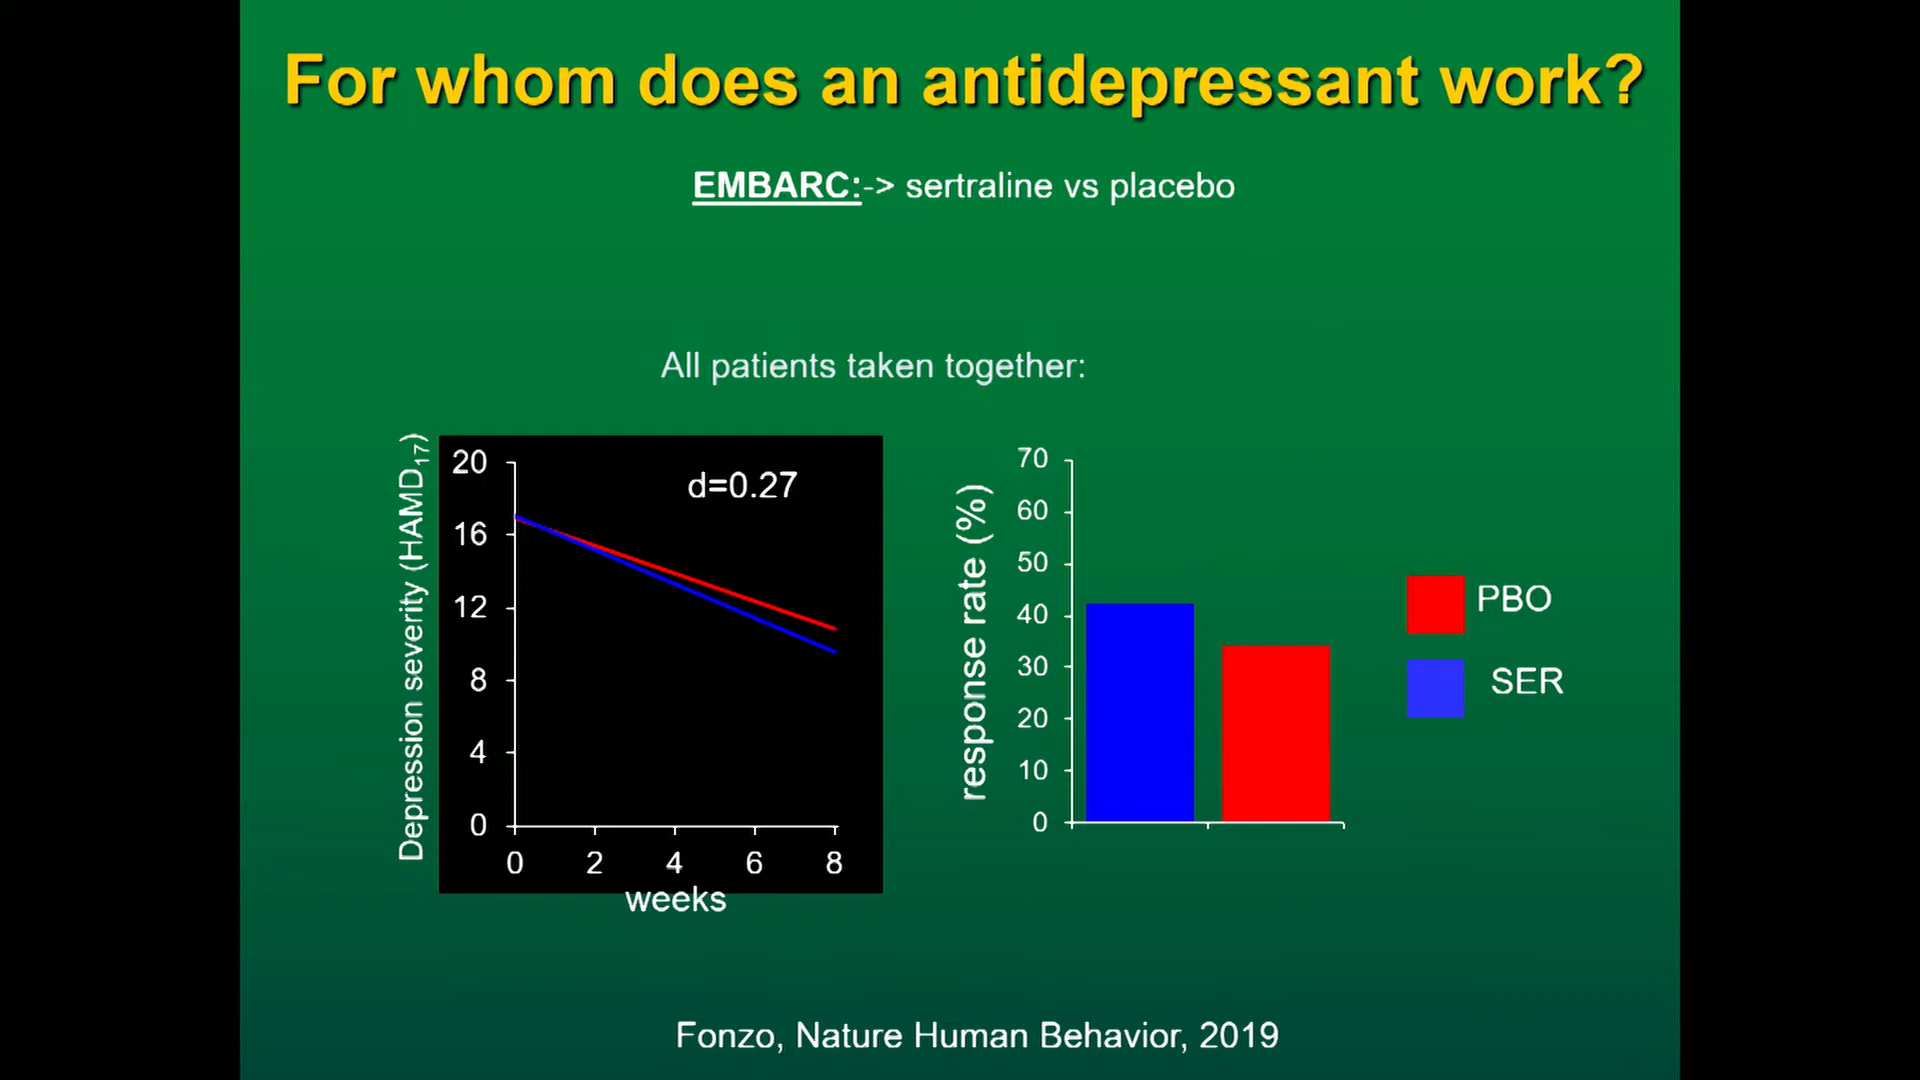 For whom does an antidepressant work?
EMBARC:-> sertraline vs placebo
All patients taken together:
Depression severity (HAMD17)
20
16
12
8
4
0
d=0.27
0 2 4 6 8
weeks
response rate (%)
70
60
50
40
30
20
10
0
PBO
SER
Fonzo, Nature Human Behavior, 2019